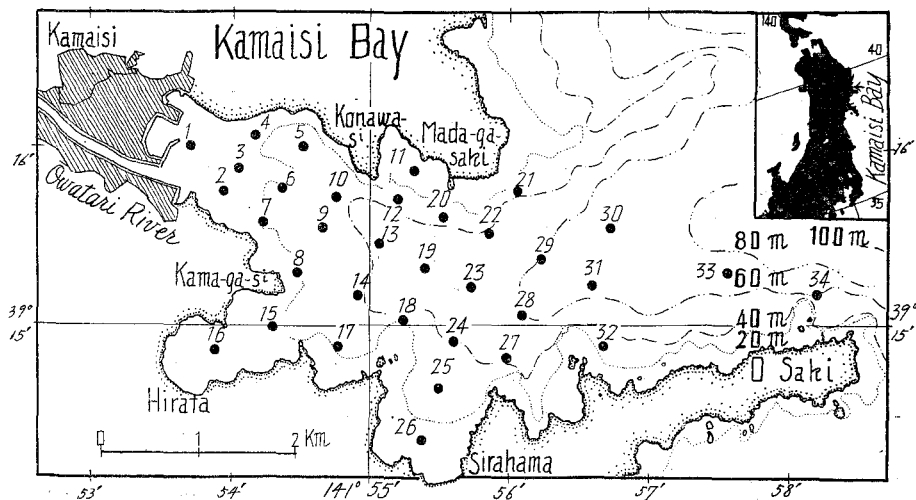 Kamaisi
Kamaisi Bay
140
40
Kamaisi Bay
35
Konawa-
si
Mada-ga-
saki
16'
16'
Owatari River
1
2
3
4
5
6
7
8
9
10
11
12
13
14
15
16
17
18
19
20
21
22
23
24
25
26
27
28
29
30
31
32
33
34
80 m
100 m
60 m
40 m
20 m
39°
15'
15'
Kama-ga-si
Hirata
O Saki
Sirahama
0
1
2 Km
53'
54'
141° 55'
56'
57'
58'